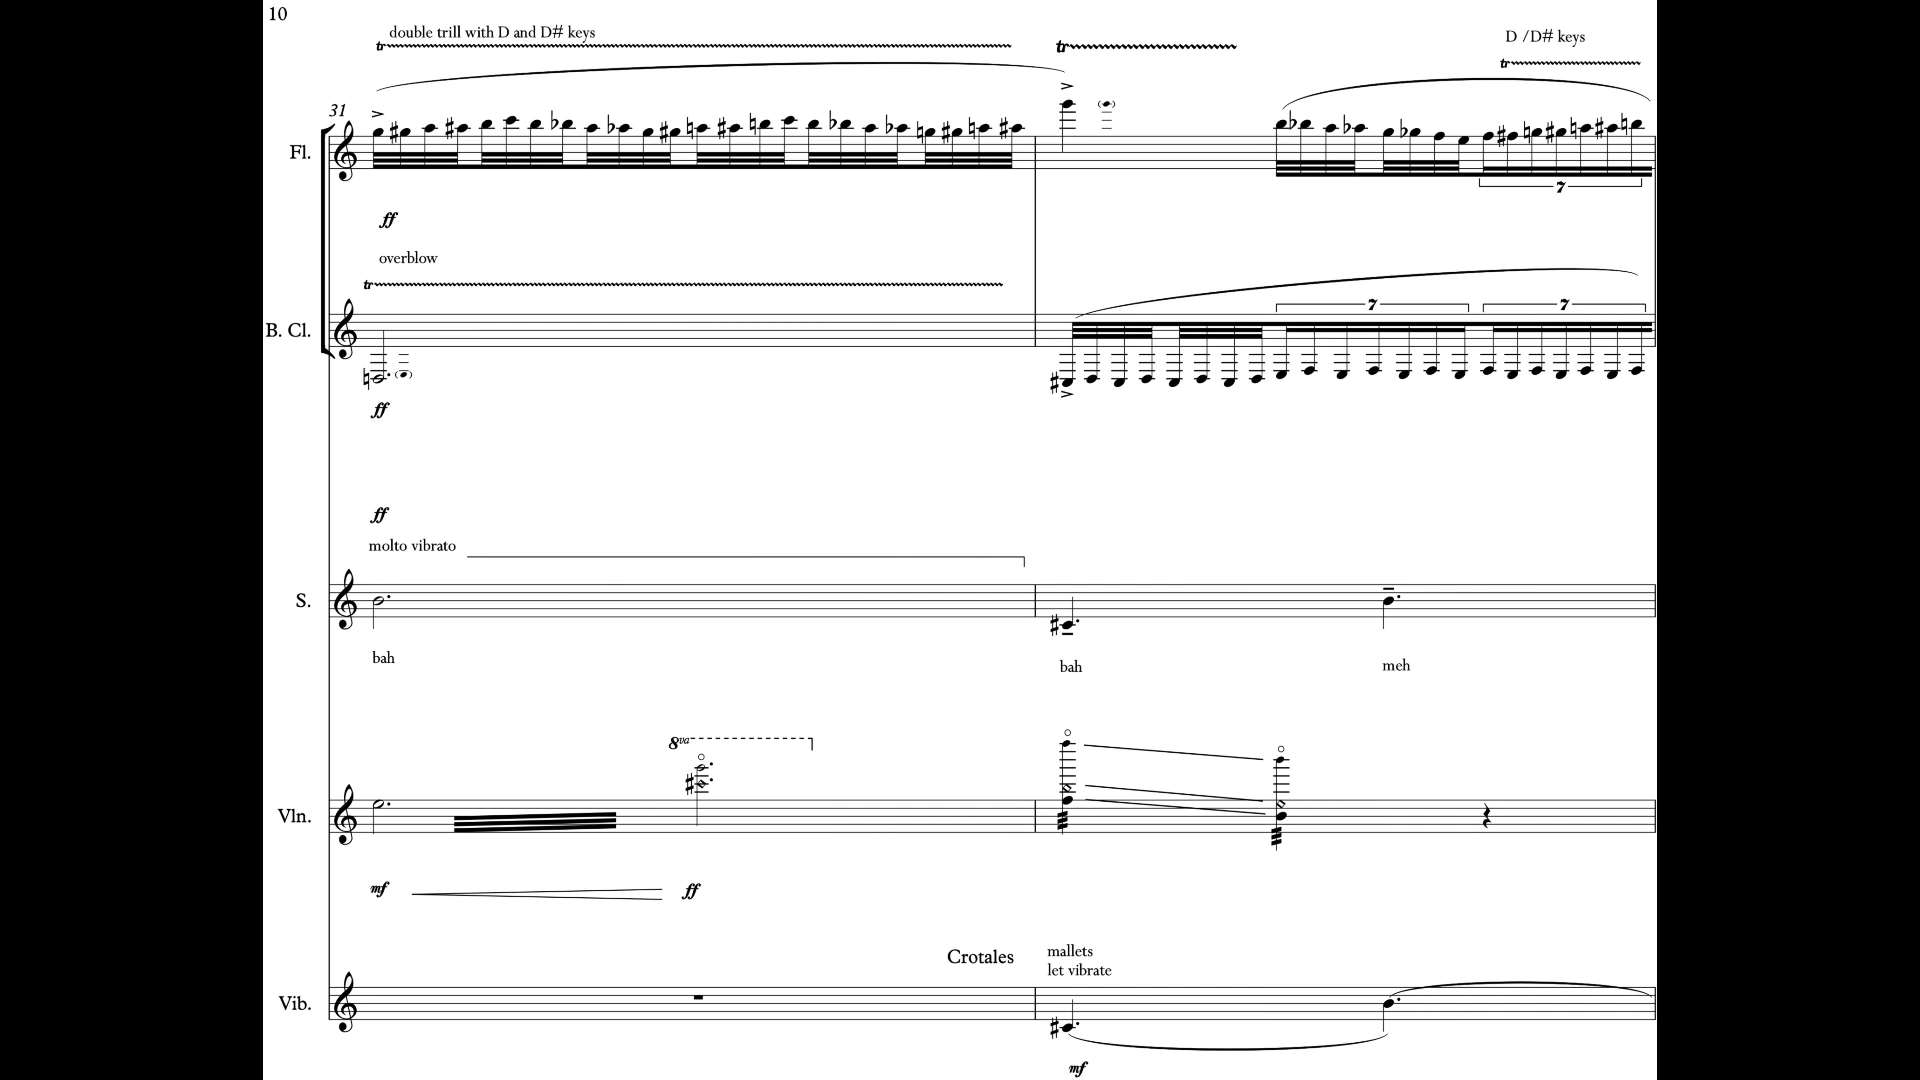 10
double trill with D and D# keys
tr
tr
D /D# keys
tr
31
Fl.
7
ff
overblow
tr
7
7
B. Cl.
ff
ff
molto vibrato
S.
bah
bah
meh
8va
Vln.
mf
ff
Crotales
mallets
let vibrate
Vib.
mf